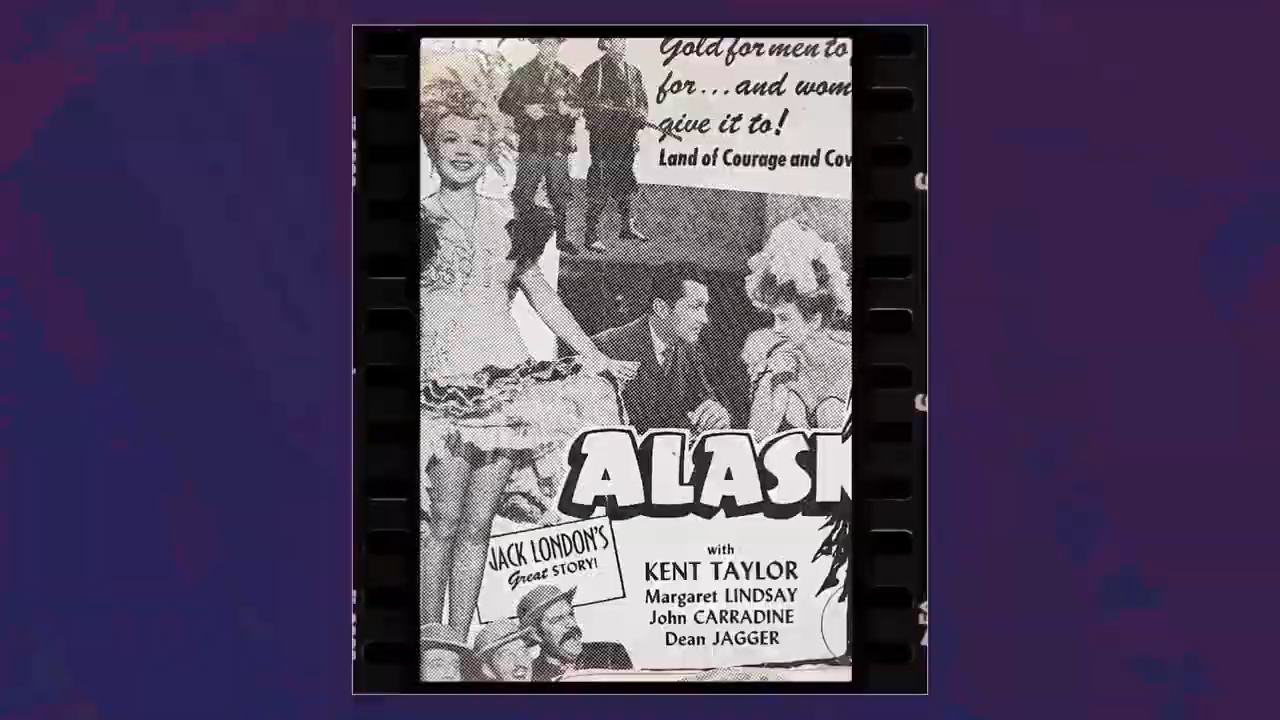 Gold for men to
for...and wom
give it to!
Land of Courage and Cow
ALASK
JACK LONDON'S
Great STORY!
with
KENT TAYLOR
Margaret LINDSAY
John CARRADINE
Dean JAGGER